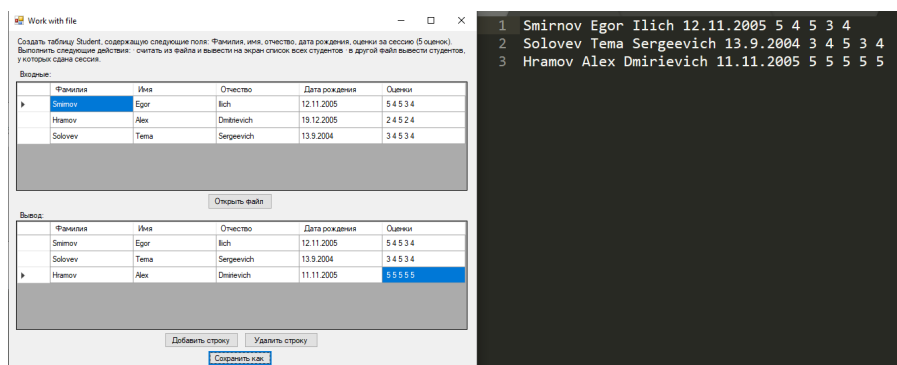 Work with file
Создать таблицу Student, содержащую следующие поля: Фамилия, имя, отчество, дата рождения, оценки за сессию (5 оценок).
Выполнить следующие действия: · считать из файла и вывести на экран список всех студентов · в другой файл вывести студентов,
у которых сдана сессия.
Входные:
Фамилия Имя Отчество Дата рождения Оценки
Smirnov Egor Ilich 12.11.2005 5 4 5 3 4
Hramov Alex Dmitrievich 19.12.2005 2 4 5 2 4
Solovev Tema Sergeevich 13.9.2004 3 4 5 3 4
Открыть файл
Вывод:
Фамилия Имя Отчество Дата рождения Оценки
Smirnov Egor Ilich 12.11.2005 5 4 5 3 4
Solovev Tema Sergeevich 13.9.2004 3 4 5 3 4
Hramov Alex Dmirievich 11.11.2005 5 5 5 5 5
Добавить строку Удалить строку
Сохранить как
1 Smirnov Egor Ilich 12.11.2005 5 4 5 3 4
2 Solovev Tema Sergeevich 13.9.2004 3 4 5 3 4
3 Hramov Alex Dmirievich 11.11.2005 5 5 5 5 5